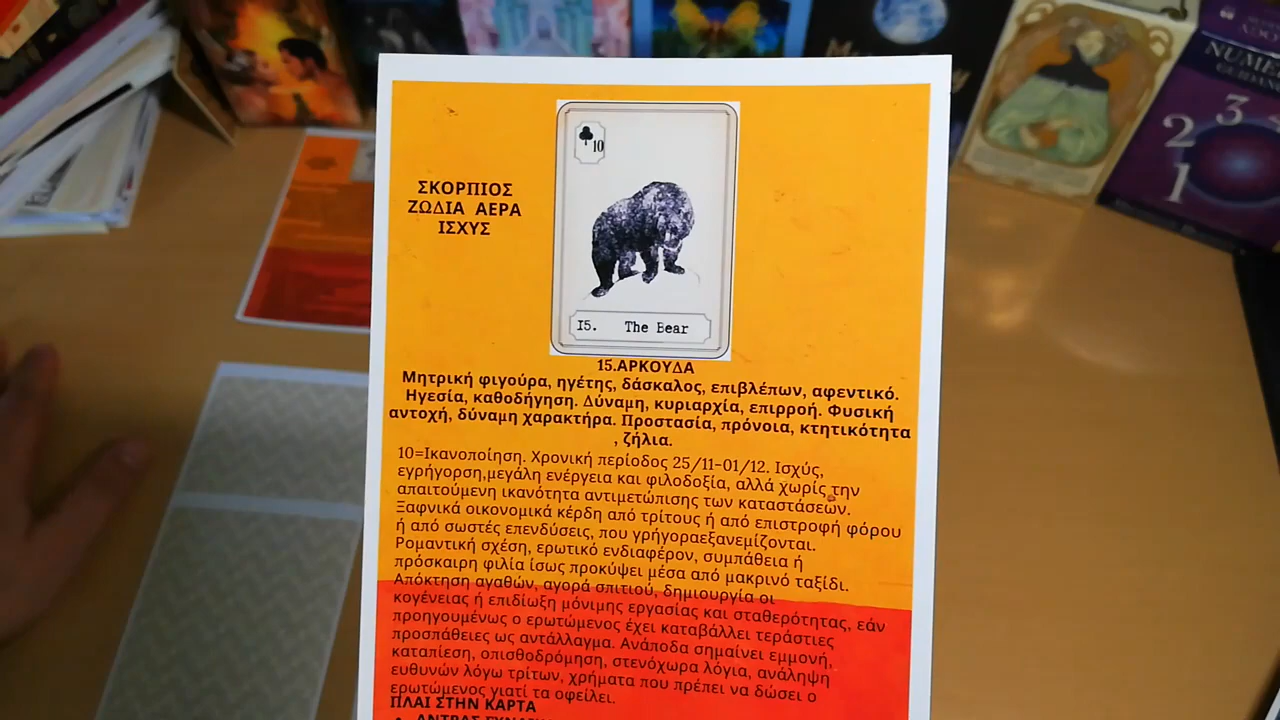 ΣΚΟΡΠΙΟΣ
ΖΩΔΙΑ ΑΕΡΑ
ΙΣΧΥΣ
10
15. The Bear
15.ΑΡΚΟΥΔΑ
Μητρική φιγούρα, ηγέτης, δάσκαλος, επιβλέπων, αφεντικό.
Ηγεσία, καθοδήγηση. Δύναμη, κυριαρχία, επιρροή. Φυσική
αντοχή, δύναμη χαρακτήρα. Προστασία, πρόνοια, κτητικότητα
, ζήλια.
10=Ικανοποίηση. Χρονική περίοδος 25/11-01/12. Ισχύς,
εγρήγορση,μεγάλη ενέργεια και φιλοδοξία, αλλά χωρίς την
απαιτούμενη ικανότητα αντιμετώπισης των καταστάσεων.
Ξαφνικά οικονομικά κέρδη από τρίτους ή από επιστροφή φόρου
ή από σωστές επενδύσεις, που γρήγοραεξανεμίζονται.
Ρομαντική σχέση, ερωτικό ενδιαφέρον, συμπάθεια ή
πρόσκαιρη φιλία ίσως προκύψει μέσα από μακρινό ταξίδι.
Απόκτηση αγαθών, αγορά σπιτιού, δημιουργία οι
κογένειας ή επιδίωξη μόνιμης εργασίας και σταθερότητας, εάν
προηγουμένως ο ερωτώμενος έχει καταβάλλει τεράστιες
προσπάθειες ως αντάλλαγμα. Ανάποδα σημαίνει εμμονή,
καταπίεση, οπισθοδρόμηση, στενόχωρα λόγια, ανάληψη
ευθυνών λόγω τρίτων, χρήματα που πρέπει να δώσει ο
ερωτώμενος γιατί τα οφείλει.
ΠΛΑΙ ΣΤΗΝ ΚΑΡΤΑ
2
3
1